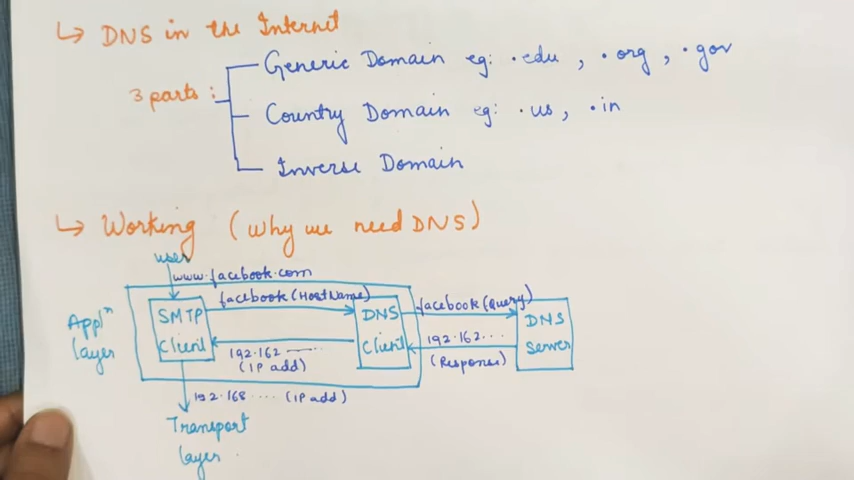 ↳ DNS in the Internet
Generic Domain eg: .edu , .org , .gov
3 parts :
Country Domain eg: .us, .in
Inverse Domain
↳ Working (Why we need DNS)
user
www.facebook.com
facebook (HostName)
facebook (Query)
Applⁿ
layer
SMTP
Client
DNS
Client
DNS
Server
192.162 ......
(IP add)
192.162 ...
(Response)
192.168 .... (IP add)
Transport
layer